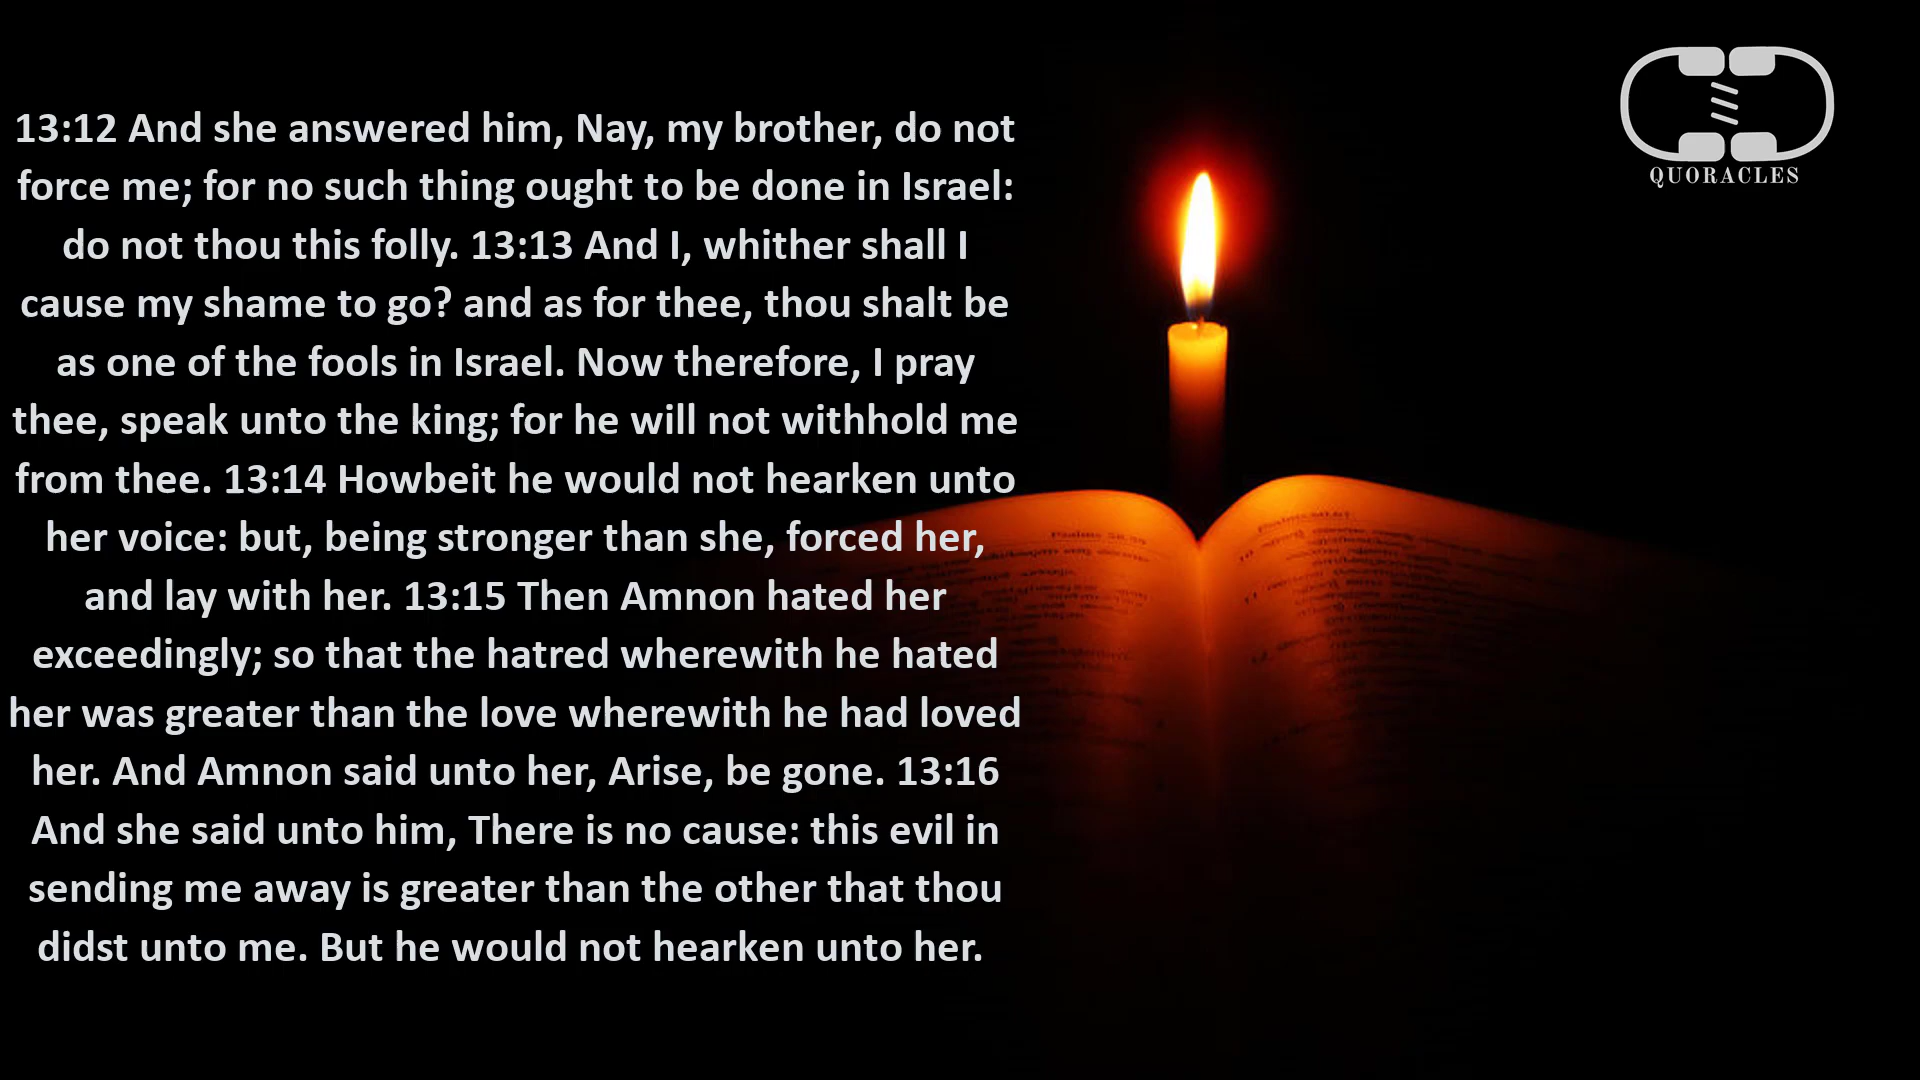 13:12 And she answered him, Nay, my brother, do not
force me; for no such thing ought to be done in Israel:
do not thou this folly. 13:13 And I, whither shall I
cause my shame to go? and as for thee, thou shalt be
as one of the fools in Israel. Now therefore, I pray
thee, speak unto the king; for he will not withhold me
from thee. 13:14 Howbeit he would not hearken unto
her voice: but, being stronger than she, forced her,
and lay with her. 13:15 Then Amnon hated her
exceedingly; so that the hatred wherewith he hated
her was greater than the love wherewith he had loved
her. And Amnon said unto her, Arise, be gone. 13:16
And she said unto him, There is no cause: this evil in
sending me away is greater than the other that thou
didst unto me. But he would not hearken unto her.
QUORACLES